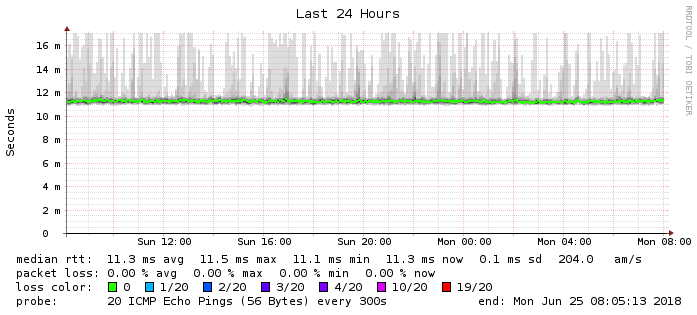 Last 24 Hours
RRDTOOL / TOBI OETIKER
Seconds
16 m
14 m
12 m
10 m
8 m
6 m
4 m
2 m
0
Sun 12:00 Sun 16:00 Sun 20:00 Mon 00:00 Mon 04:00 Mon 08:00
median rtt: 11.3 ms avg 11.5 ms max 11.1 ms min 11.3 ms now 0.1 ms sd 204.0 am/s
packet loss: 0.00 % avg 0.00 % max 0.00 % min 0.00 % now
loss color: 0 1/20 2/20 3/20 4/20 10/20 19/20
probe: 20 ICMP Echo Pings (56 Bytes) every 300s end: Mon Jun 25 08:05:13 2018